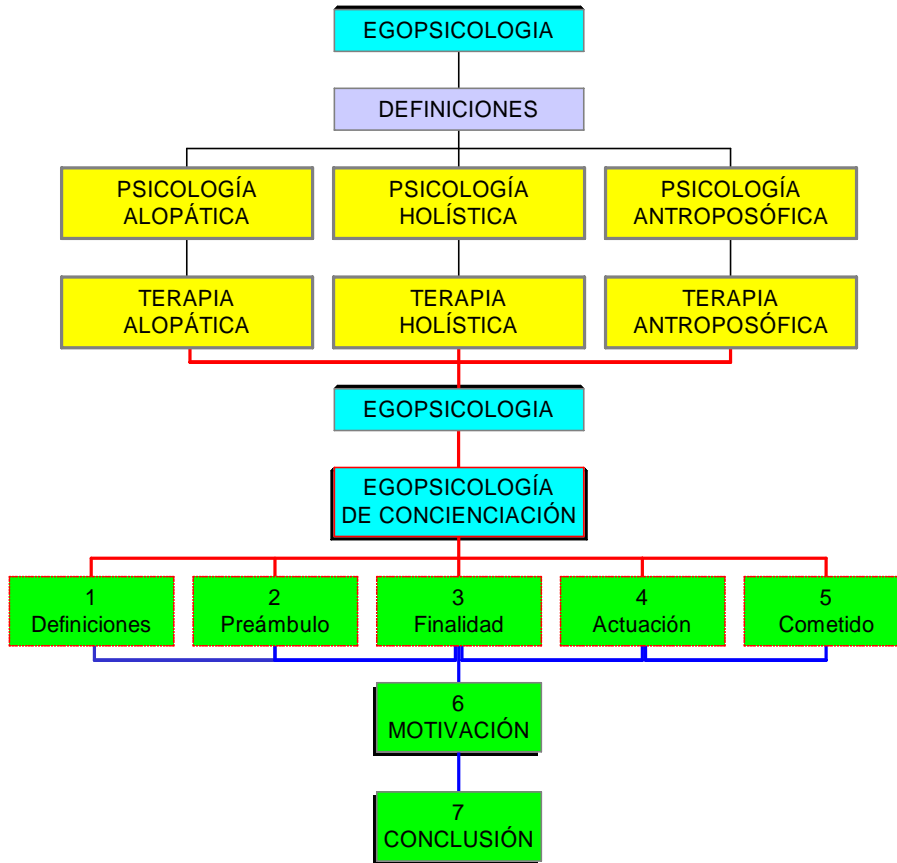 EGOPSICOLOGIA
DEFINICIONES
PSICOLOGÍA
ALOPÁTICA
PSICOLOGÍA
HOLÍSTICA
PSICOLOGÍA
ANTROPOSÓFICA
TERAPIA
ALOPÁTICA
TERAPIA
HOLÍSTICA
TERAPIA
ANTROPOSÓFICA
EGOPSICOLOGIA
EGOPSICOLOGÍA
DE CONCIENCIACIÓN
1
Definiciones
2
Preámbulo
3
Finalidad
4
Actuación
5
Cometido
6
MOTIVACIÓN
7
CONCLUSIÓN